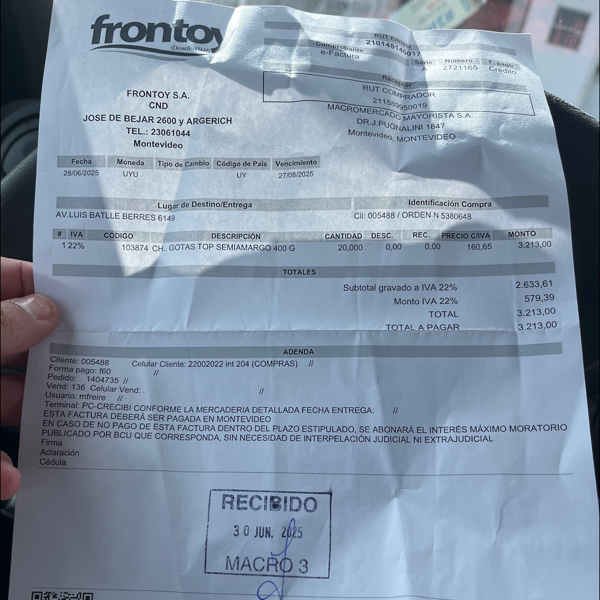 frontoy
Desde
RUT Emisor
210148140017
Comprobante Serie Número F. pago
e-Factura A 2721165 Crédito
Receptor
RUT COMPRADOR
MACROMERCADO MAYORISTA S.A.
DR.J.PUGNALINI 1847
Montevideo, MONTEVIDEO
FRONTOY S.A.
CND
JOSE DE BEJAR 2600 y ARGERICH
TEL.: 23061044
Montevideo
Fecha Moneda Tipo de Cambio Código de País Vencimiento
28/06/2025 UYU UY 27/08/2025
Lugar de Destino/Entrega Identificación Compra
AV.LUIS BATLLE BERRES 6149 Cli: 005488 / ORDEN N 5380648
# IVA CÓDIGO DESCRIPCIÓN CANTIDAD DESC. REC. PRECIO C/IVA MONTO
1 22% 103874 CH. GOTAS TOP SEMIAMARGO 400 G 20,000 0,00 0,00 160,65 3.213,00
TOTALES
Subtotal gravado a IVA 22% 2.633,61
Monto IVA 22% 579,39
TOTAL 3.213,00
TOTAL A PAGAR 3.213,00
ADENDA
Cliente: 005488 Celular Cliente: 22002022 int 204 (COMPRAS) //
Forma pago: f60 //
Pedido: 1404735 //
Vend: 136 Celular Vend: . //
Usuario: mfreire //
Terminal: PC-CRECIBI CONFORME LA MERCADERIA DETALLADA FECHA ENTREGA: //
ESTA FACTURA DEBERÁ SER PAGADA EN MONTEVIDEO
EN CASO DE NO PAGO DE ESTA FACTURA DENTRO DEL PLAZO ESTIPULADO, SE ABONARÁ EL INTERÉS MÁXIMO MORATORIO
PUBLICADO POR BCU QUE CORRESPONDA, SIN NECESIDAD DE INTERPELACIÓN JUDICIAL NI EXTRAJUDICIAL
Firma
Aclaración
Cédula
RECIBIDO
30 JUN. 2025
MACRO 3